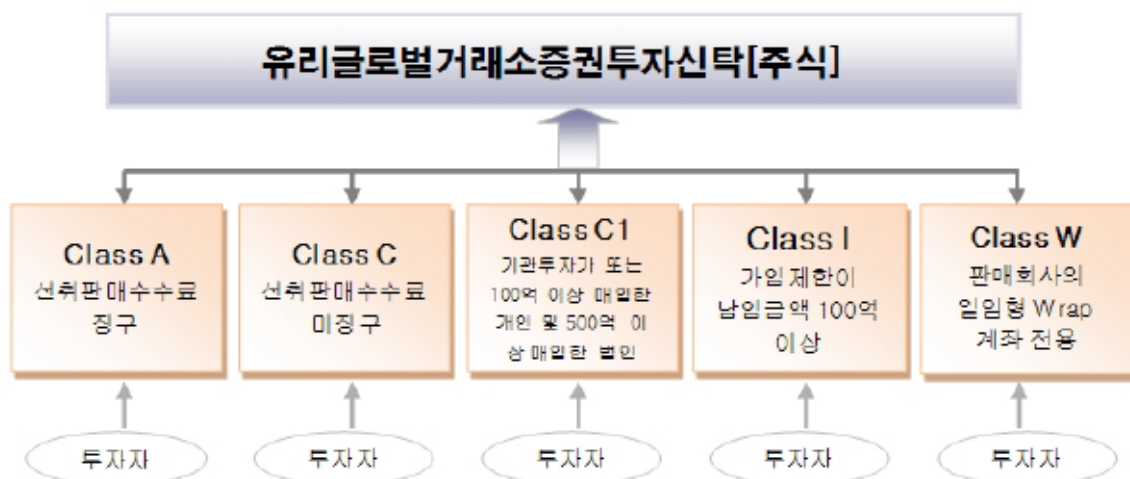 유리글로벌거래소증권투자신탁[주식]
Class A
선취판매수수료
징구
Class C
선취판매수수료
미징구
Class C1
기관투자가 또는
100억 이상 매입한
개인 및 500억 이
상 매입한 법인
Class I
가입제한이
납입금액 100억
이상
Class W
판매회사의
일임형 Wrap
계좌 전용
투자자
투자자
투자자
투자자
투자자